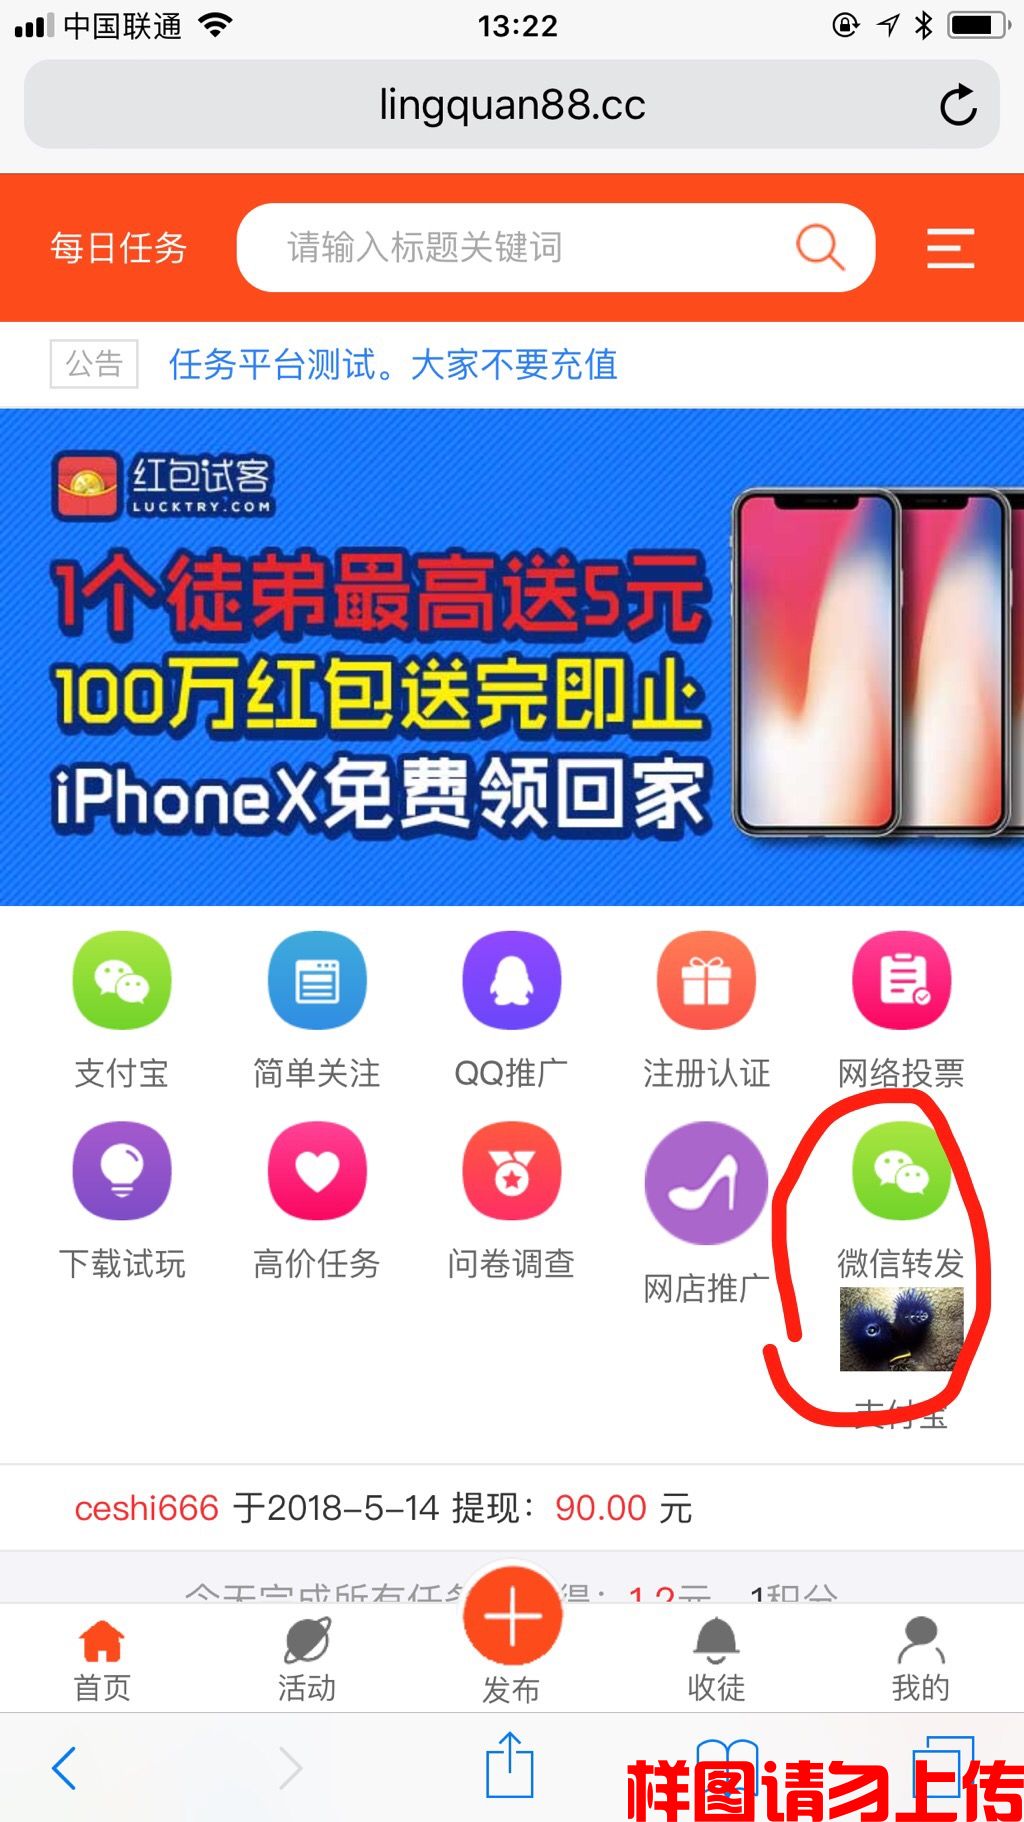 中国联通
13:22
lingquan88.cc
每日任务
请输入标题关键词
公告
任务平台测试。大家不要充值
红包试客
LUCKTRY.COM
1个徒弟最高送5元
100万红包送完即止
iPhoneX免费领回家
支付宝 简单关注 QQ推广 注册认证 网络投票
下载试玩 高价任务 问卷调查 网店推广 微信转发
支付宝
ceshi666 于2018-5-14 提现：90.00 元
今天完成所有任务 得：1.2元 1积分
首页 活动 发布 收徒 我的
样图请勿上传